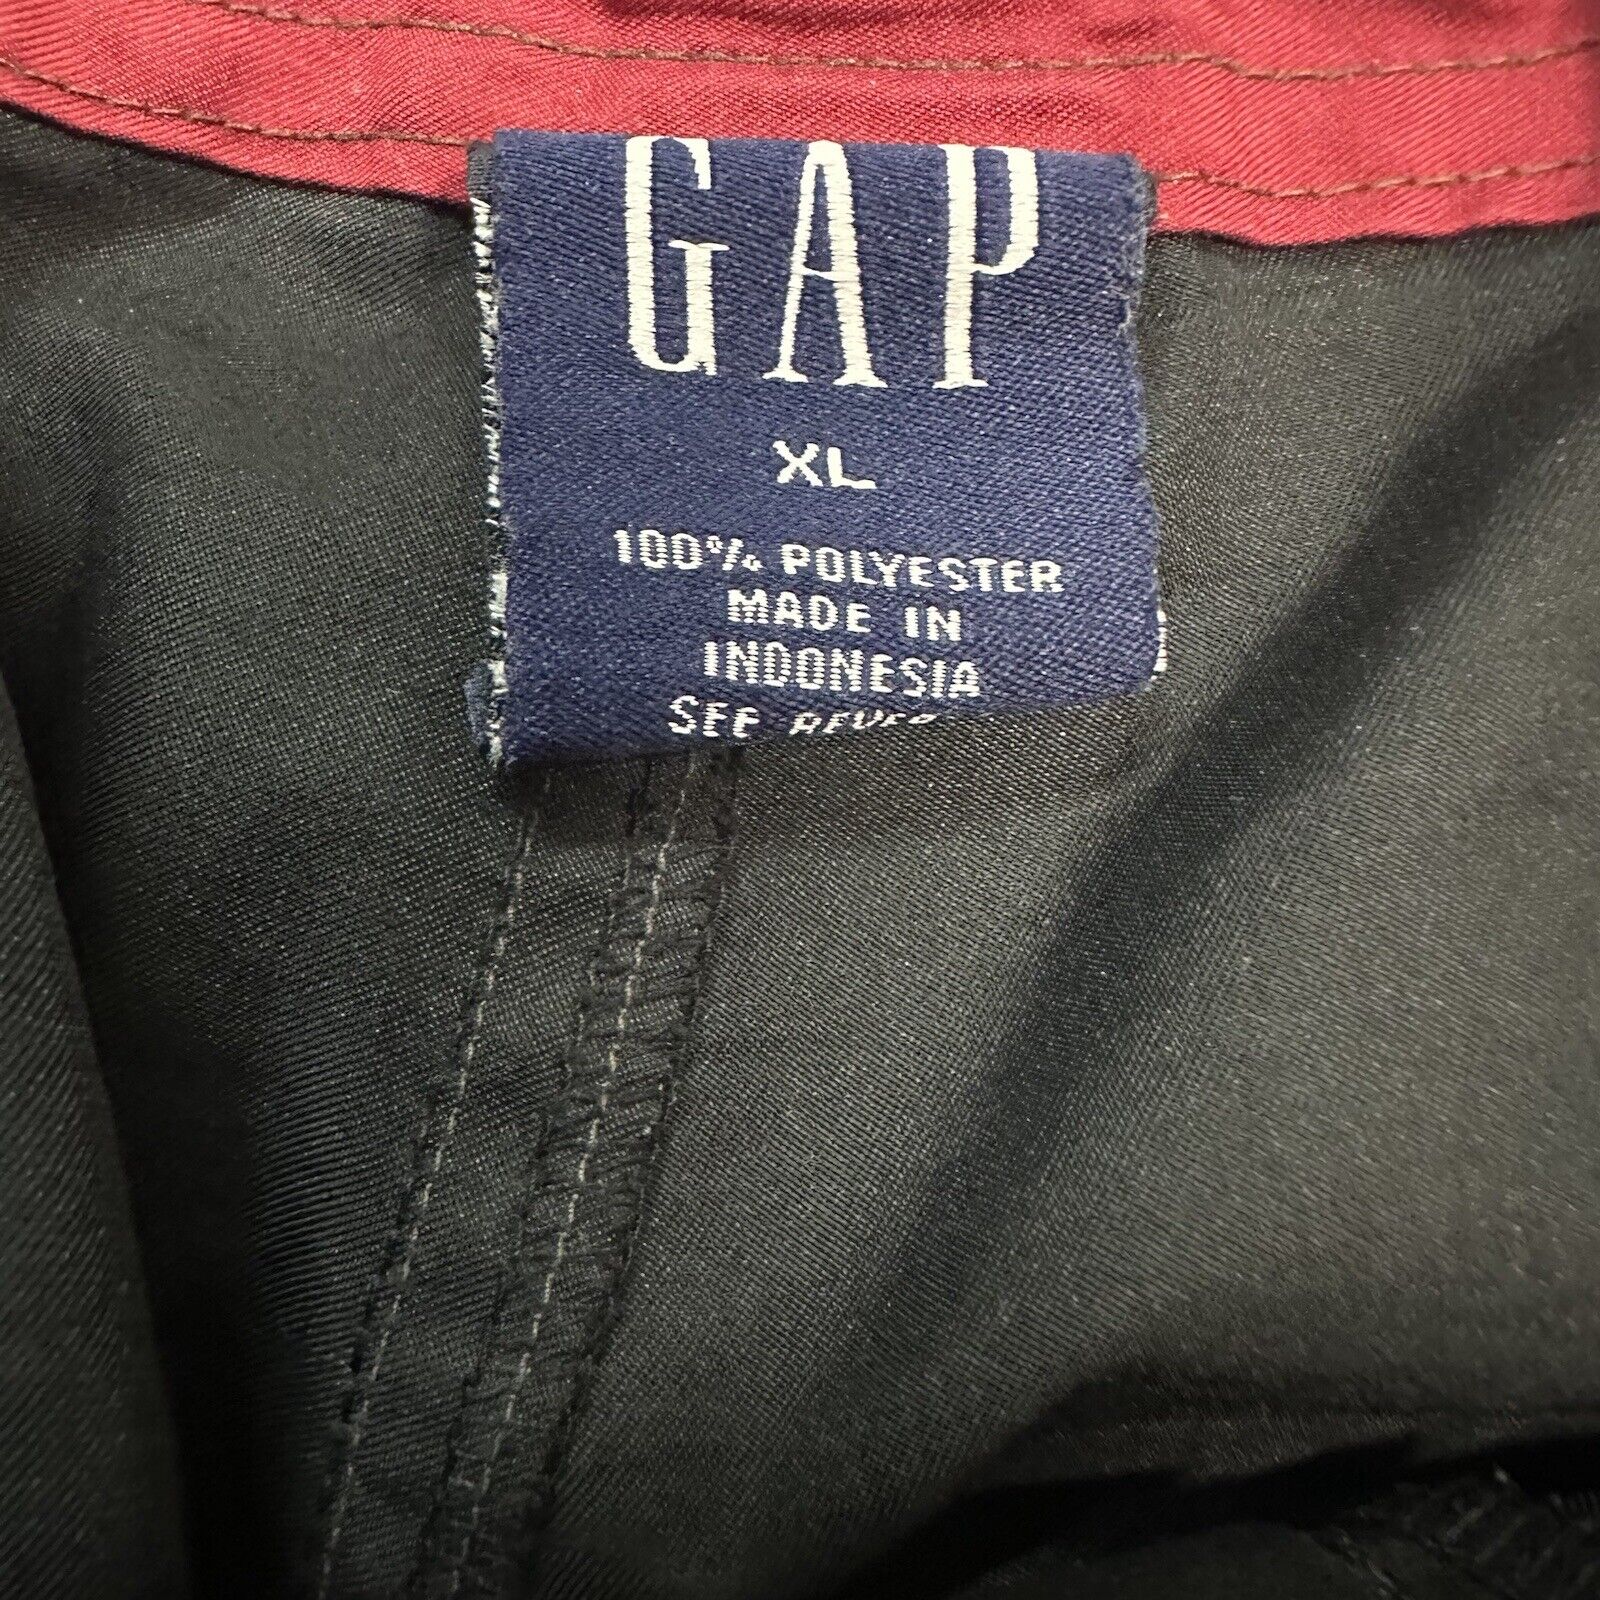 GAP
XL
100% POLYESTER
MADE IN
INDONESIA
SEE